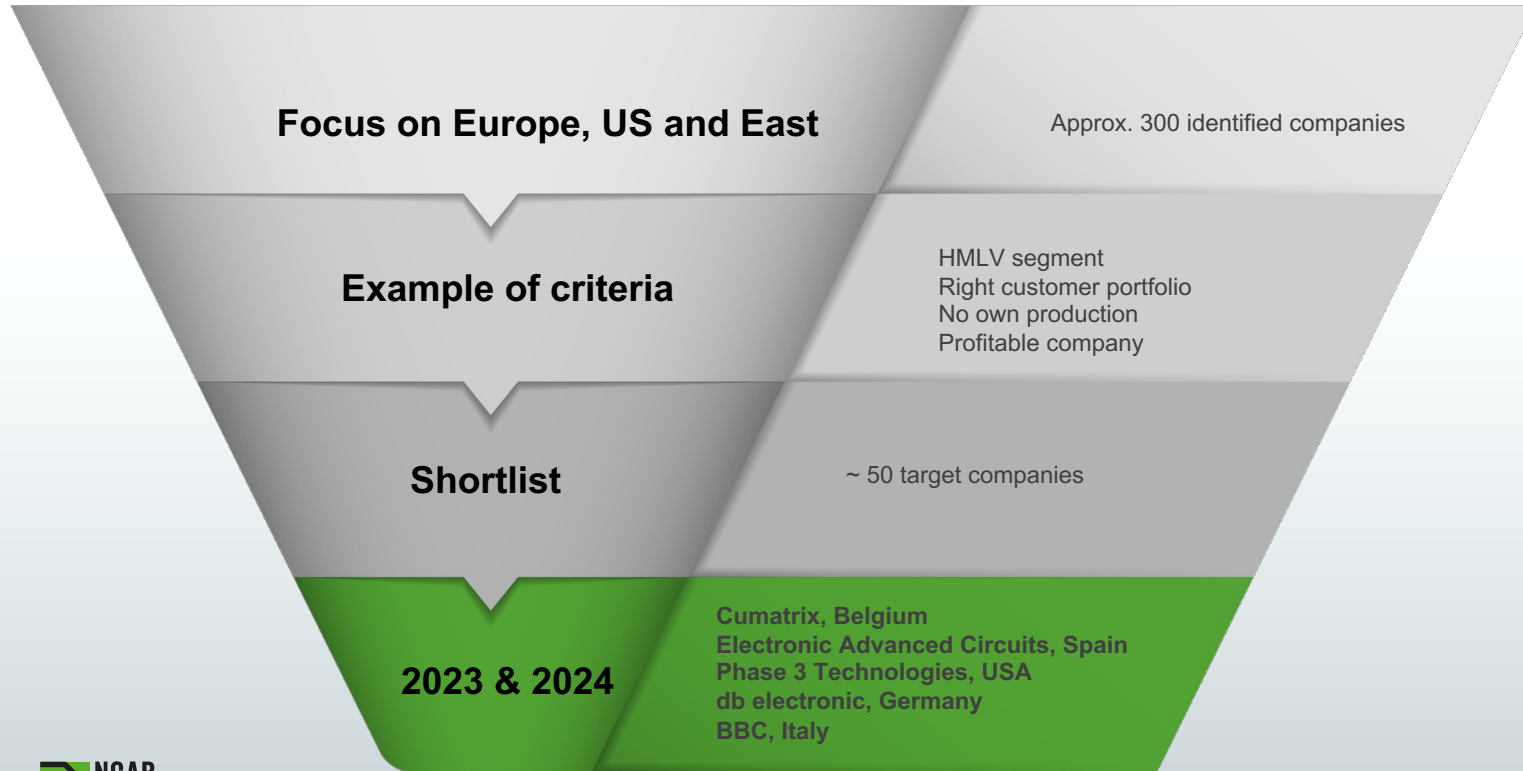 Focus on Europe, US and East
Approx. 300 identified companies
Example of criteria
HMLV segment
Right customer portfolio
No own production
Profitable company
Shortlist
~ 50 target companies
2023 & 2024
Cumatrix, Belgium
Electronic Advanced Circuits, Spain
Phase 3 Technologies, USA
db electronic, Germany
BBC, Italy
NCAB